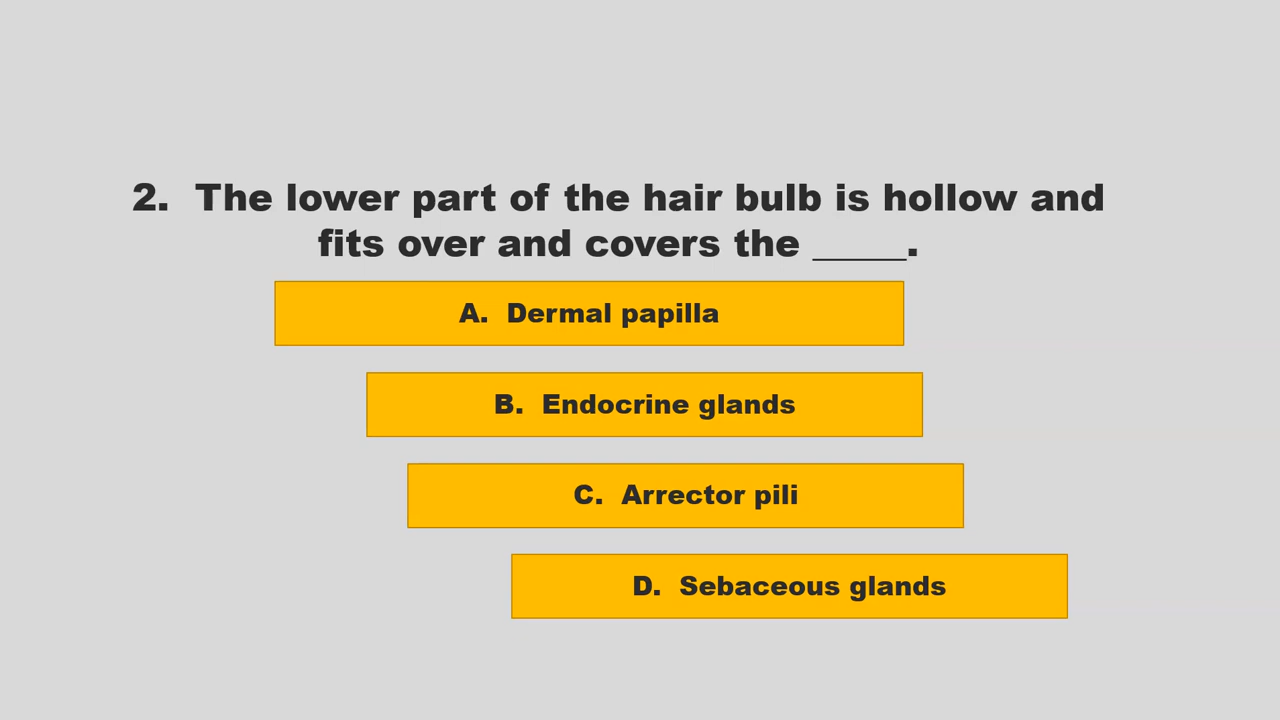 2. The lower part of the hair bulb is hollow and
fits over and covers the _____.
A. Dermal papilla
B. Endocrine glands
C. Arrector pili
D. Sebaceous glands